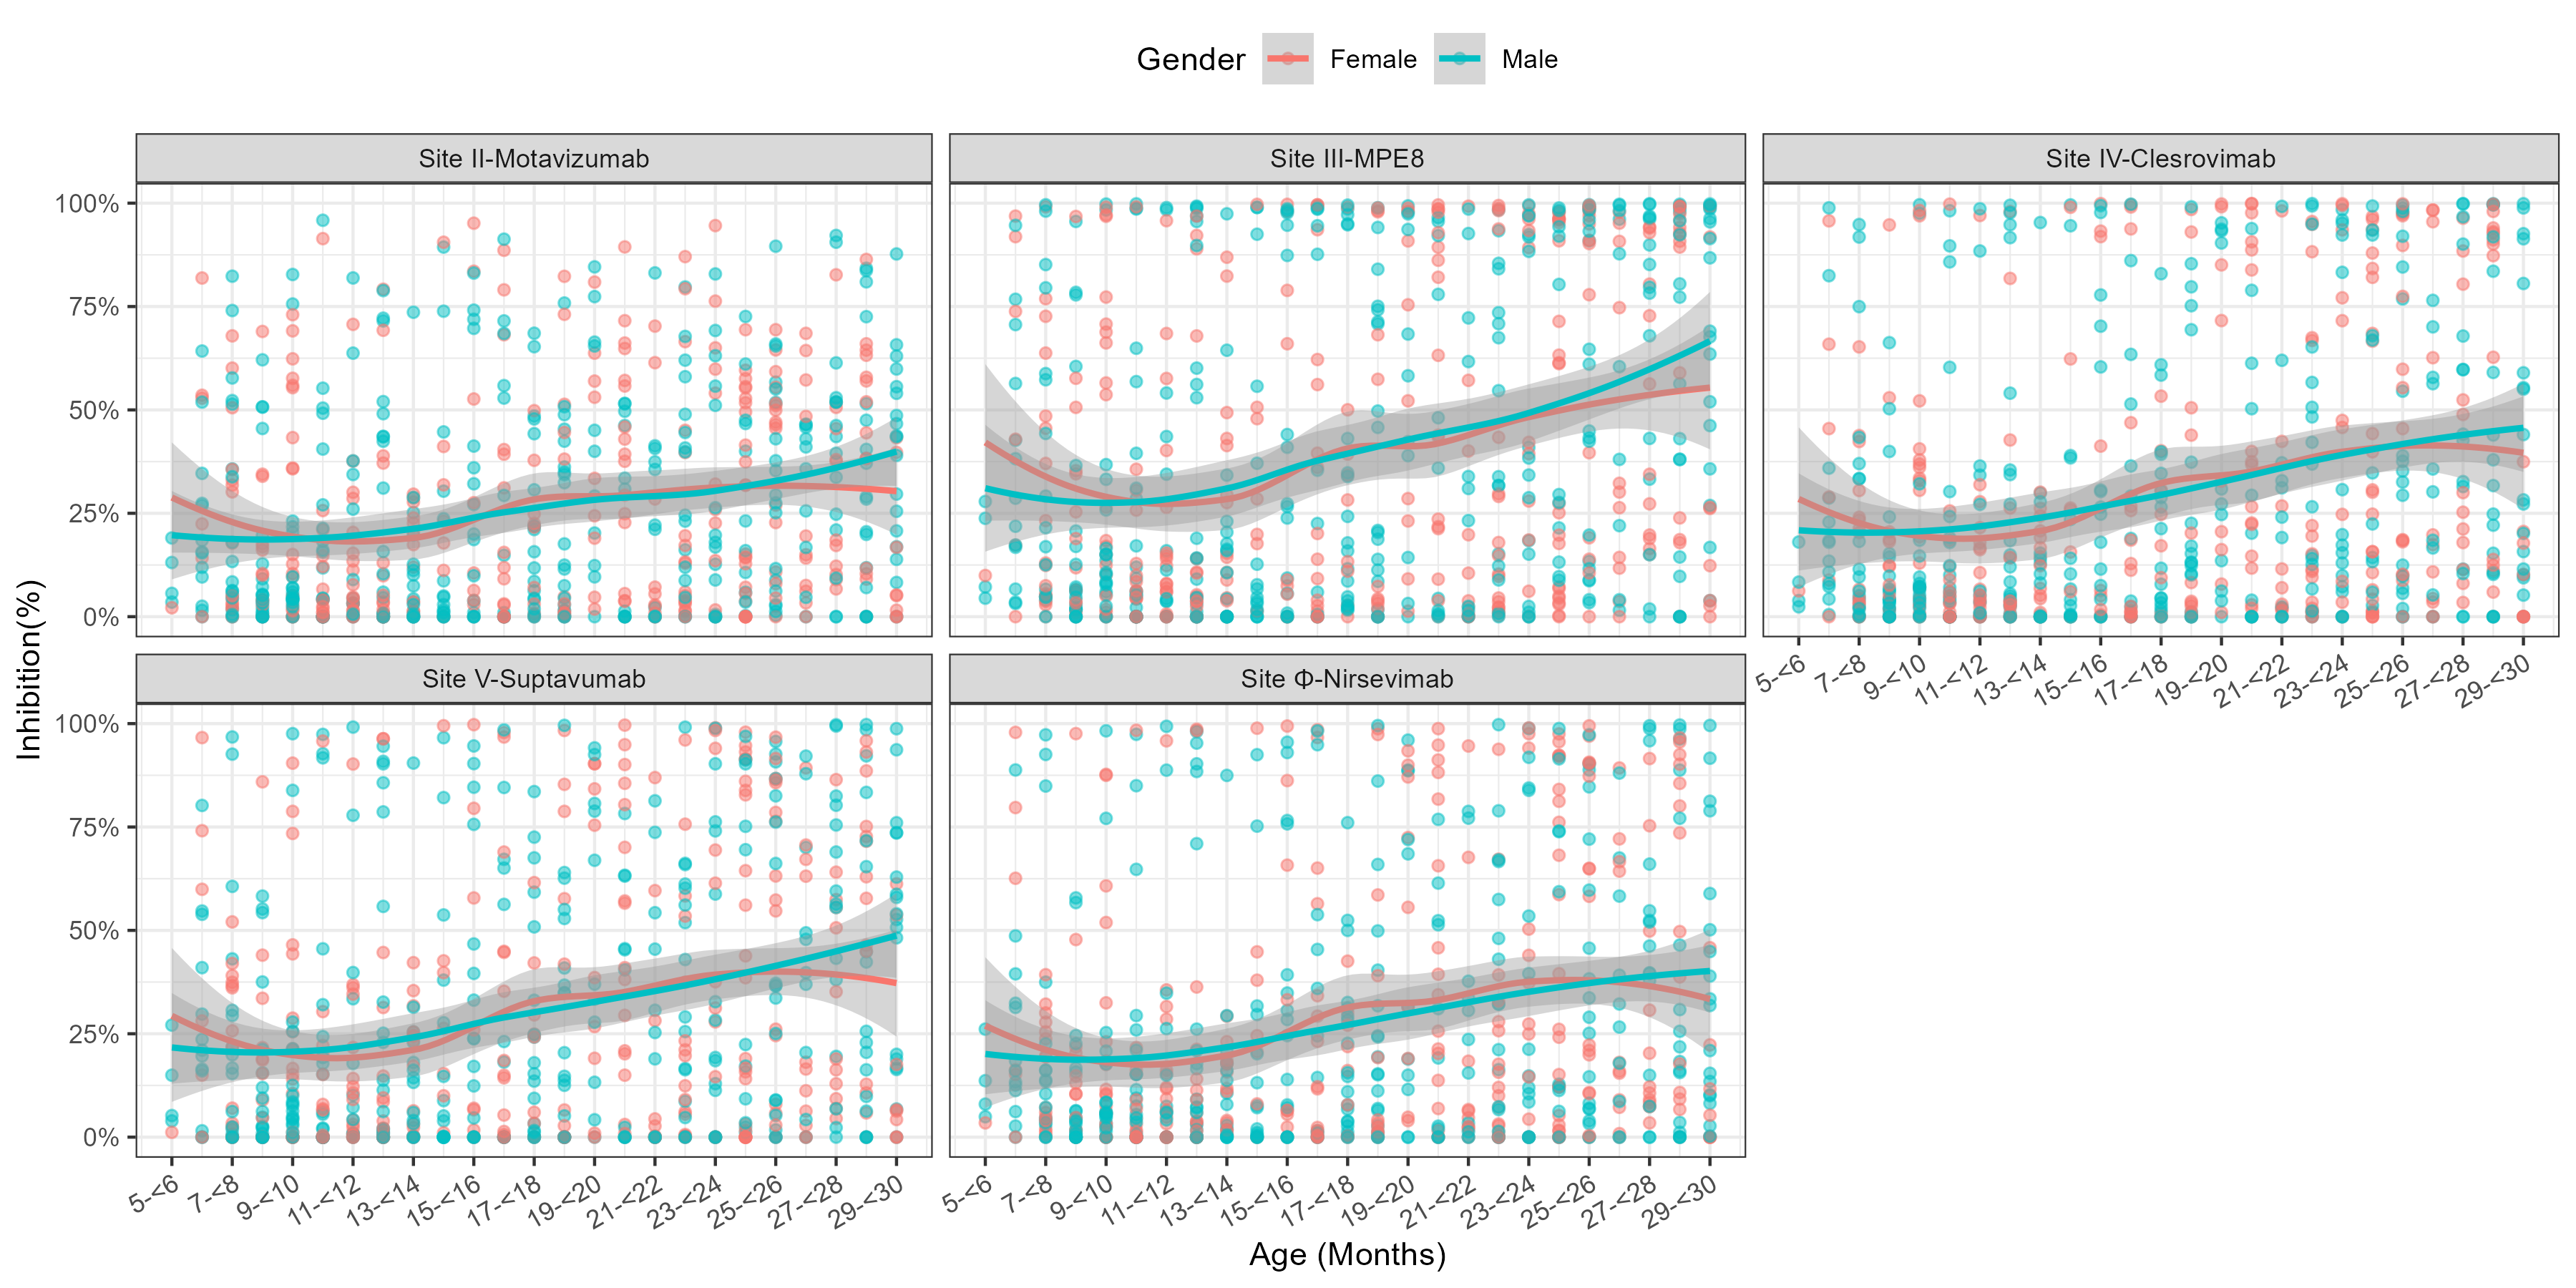 Gender Female Male
Site II-Motavizumab Site III-MPE8 Site IV-Clesrovimab
100%
75%
50%
25%
0%
5-<6 7-<8 9-<10 11-<12 13-<14 15-<16 17-<18 19-<20 21-<22 23-<24 25-<26 27-<28 29-<30
Inhibition(%)
Site V-Suptavumab Site Φ-Nirsevimab
100%
75%
50%
25%
0%
5-<6 7-<8 9-<10 11-<12 13-<14 15-<16 17-<18 19-<20 21-<22 23-<24 25-<26 27-<28 29-<30
5-<6 7-<8 9-<10 11-<12 13-<14 15-<16 17-<18 19-<20 21-<22 23-<24 25-<26 27-<28 29-<30
Age (Months)